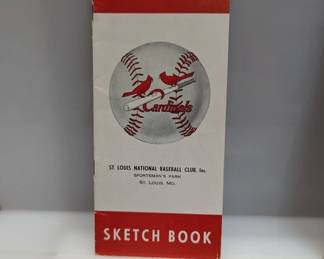 Cardinals
ST. LOUIS NATIONAL BASEBALL CLUB, Inc.
SPORTSMAN'S PARK
St. Louis, Mo.
SKETCH BOOK